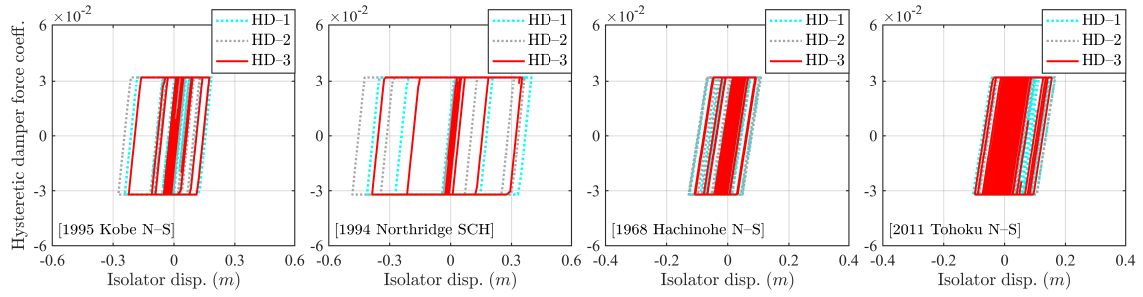 Hysteretic damper force coeff.
×10⁻²
6
3
0
-3
-6
HD–1
HD–2
HD–3
[1995 Kobe N–S]
-0.6 -0.3 0 0.3 0.6
Isolator disp. (m)
×10⁻²
6
3
0
-3
-6
HD–1
HD–2
HD–3
[1994 Northridge SCH]
-0.6 -0.3 0 0.3 0.6
Isolator disp. (m)
×10⁻²
6
3
0
-3
-6
HD–1
HD–2
HD–3
[1968 Hachinohe N–S]
-0.4 -0.2 0 0.2 0.4
Isolator disp. (m)
×10⁻²
6
3
0
-3
-6
HD–1
HD–2
HD–3
[2011 Tohoku N–S]
-0.4 -0.2 0 0.2 0.4
Isolator disp. (m)